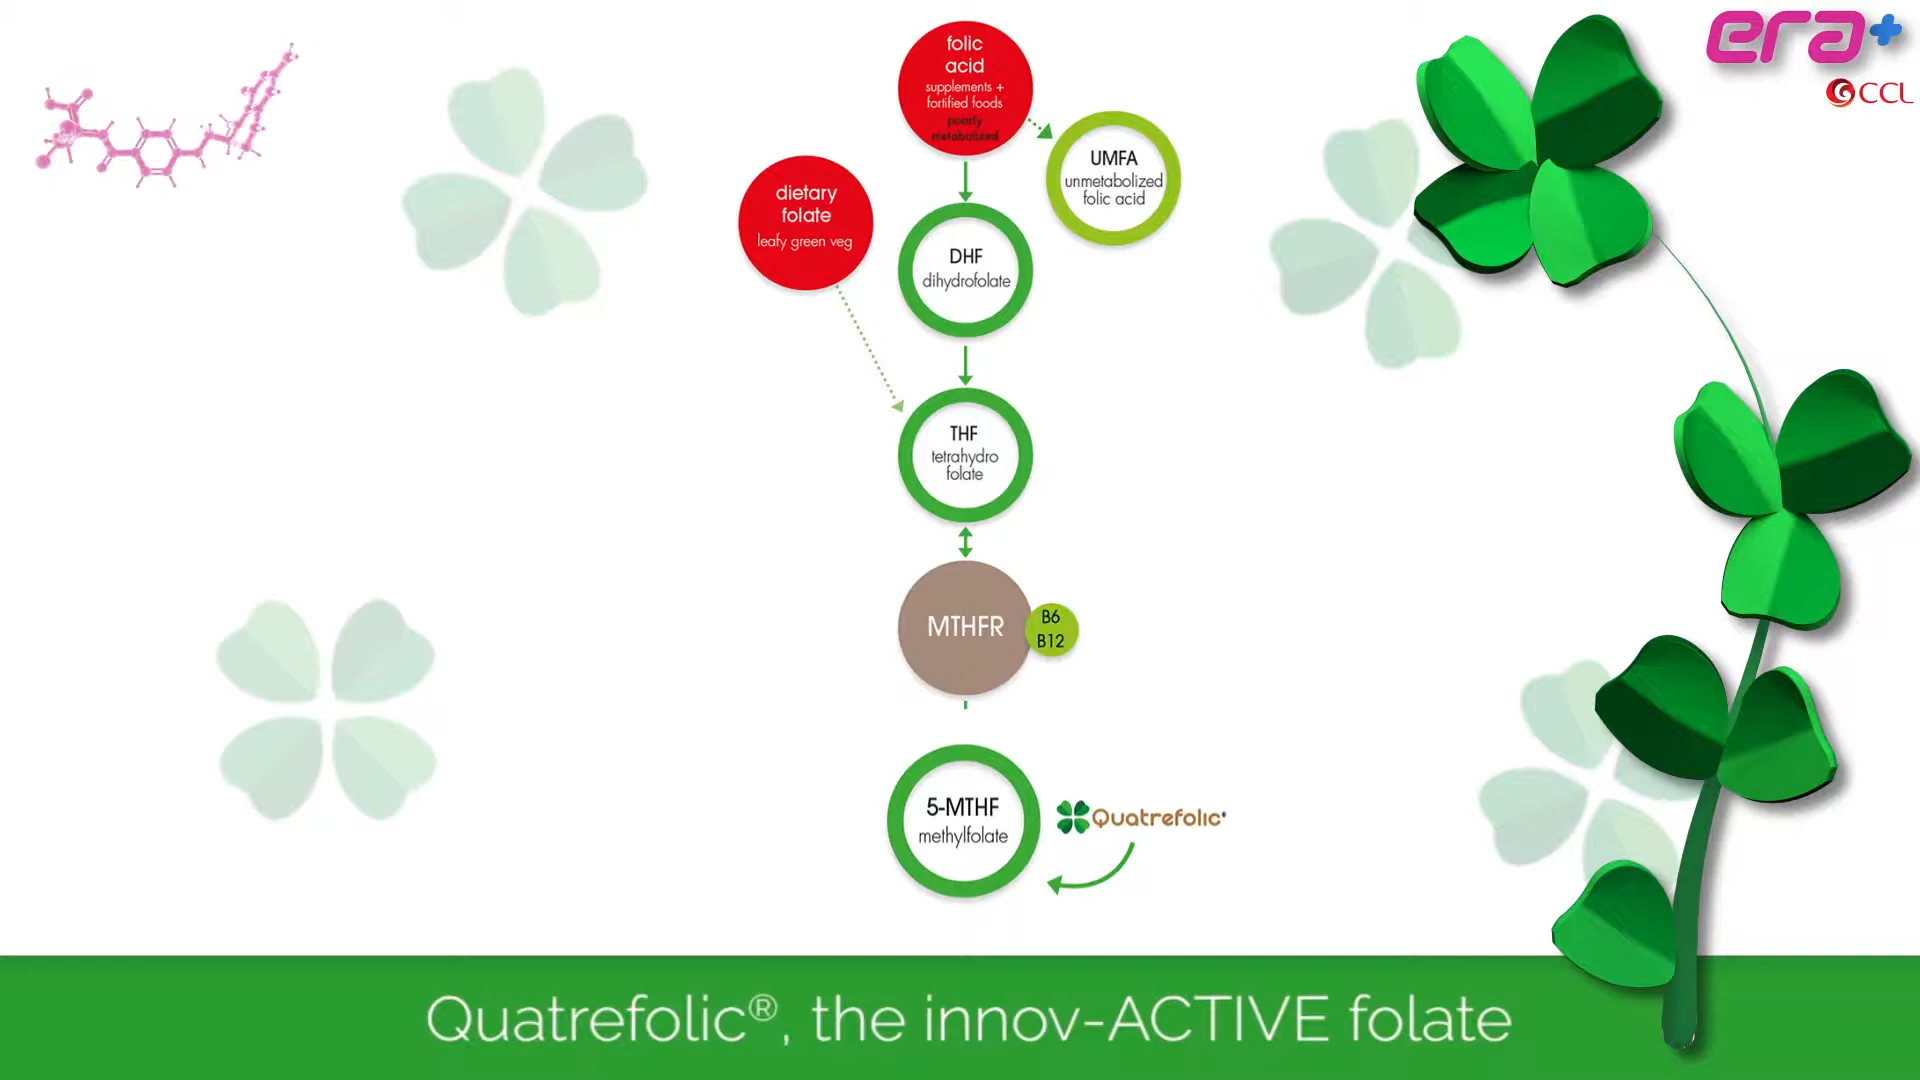 era+
CCL
folic
acid
supplements +
fortified foods
poorly
metabolized
UMFA
unmetabolized
folic acid
dietary
folate
leafy green veg
DHF
dihydrofolate
THF
tetrahydro
folate
MTHFR
B6
B12
5-MTHF
methylfolate
Quatrefolic®
Quatrefolic®, the innov-ACTIVE folate